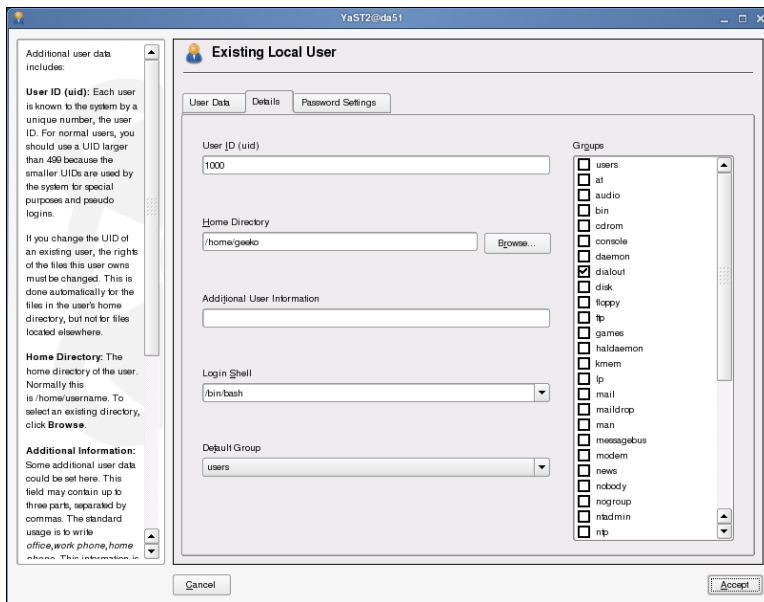 YaST2@da51
Additional user data
includes:
User ID (uid): Each user
is known to the system by a
unique number, the user
ID. For normal users, you
should use a UID larger
than 499 because the
smaller UIDs are used by
the system for special
purposes and pseudo
logins.
If you change the UID of
an existing user, the rights
of the files this user owns
must be changed. This is
done automatically for the
files in the user's home
directory, but not for files
located elsewhere.
Home Directory: The
home directory of the user.
Normally this
is /home/username. To
select an existing directory,
click Browse.
Additional Information:
Some additional user data
could be set here. This
field may contain up to
three parts, separated by
commas. The standard
usage is to write
office,work phone,home
phone. This information is
Existing Local User
User Data
Details
Password Settings
User ID (uid)
1000
Home Directory
/home/geeko
Browse...
Additional User Information
Login Shell
/bin/bash
Default Group
users
Groups
users
at
audio
bin
cdrom
console
daemon
dialout
disk
floppy
ftp
games
haldaemon
kmem
lp
mail
maildrop
man
messagebus
modem
news
nobody
nogroup
ntadmin
ntp
Cancel
Accept